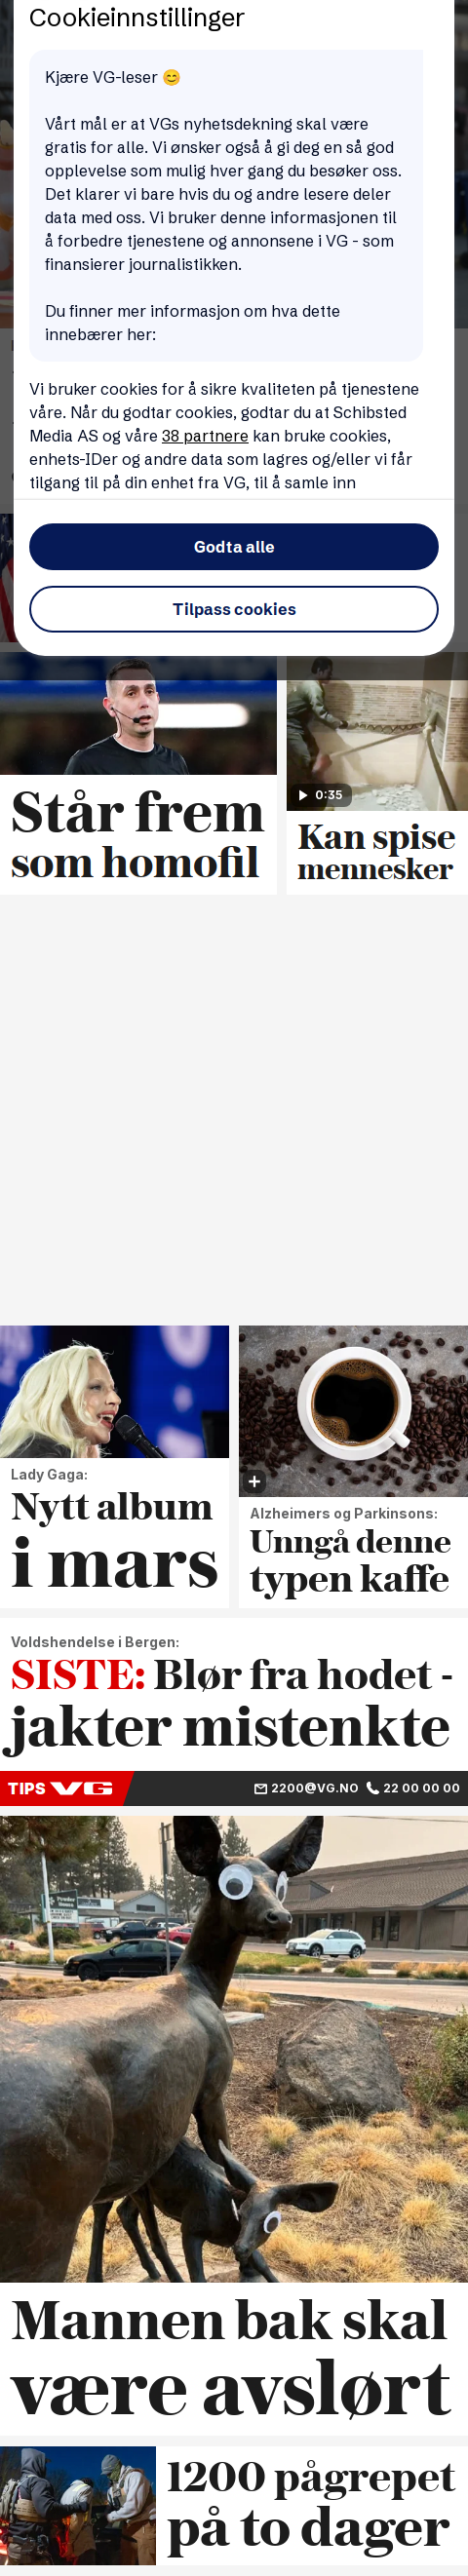 Cookieinnstillinger
Kjære VG-leser 😊
Vårt mål er at VGs nyhetsdekning skal være
gratis for alle. Vi ønsker også å gi deg en så god
opplevelse som mulig hver gang du besøker oss.
Det klarer vi bare hvis du og andre lesere deler
data med oss. Vi bruker denne informasjonen til
å forbedre tjenestene og annonsene i VG - som
finansierer journalistikken.
Du finner mer informasjon om hva dette
innebærer her:
Vi bruker cookies for å sikre kvaliteten på tjenestene
våre. Når du godtar cookies, godtar du at Schibsted
Media AS og våre 38 partnere kan bruke cookies,
enhets-IDer og andre data som lagres og/eller vi får
tilgang til på din enhet fra VG, til å samle inn
Godta alle
Tilpass cookies
Står frem
som homofil
0:35
Kan spise
mennesker
Lady Gaga:
Nytt album
i mars
Alzheimers og Parkinsons:
Unngå denne
typen kaffe
Voldshendelse i Bergen:
SISTE: Blør fra hodet -
jakter mistenkte
TIPS VG 2200@VG.NO 22 00 00 00
Mannen bak skal
være avslørt
1200 pågrepet
på to dager